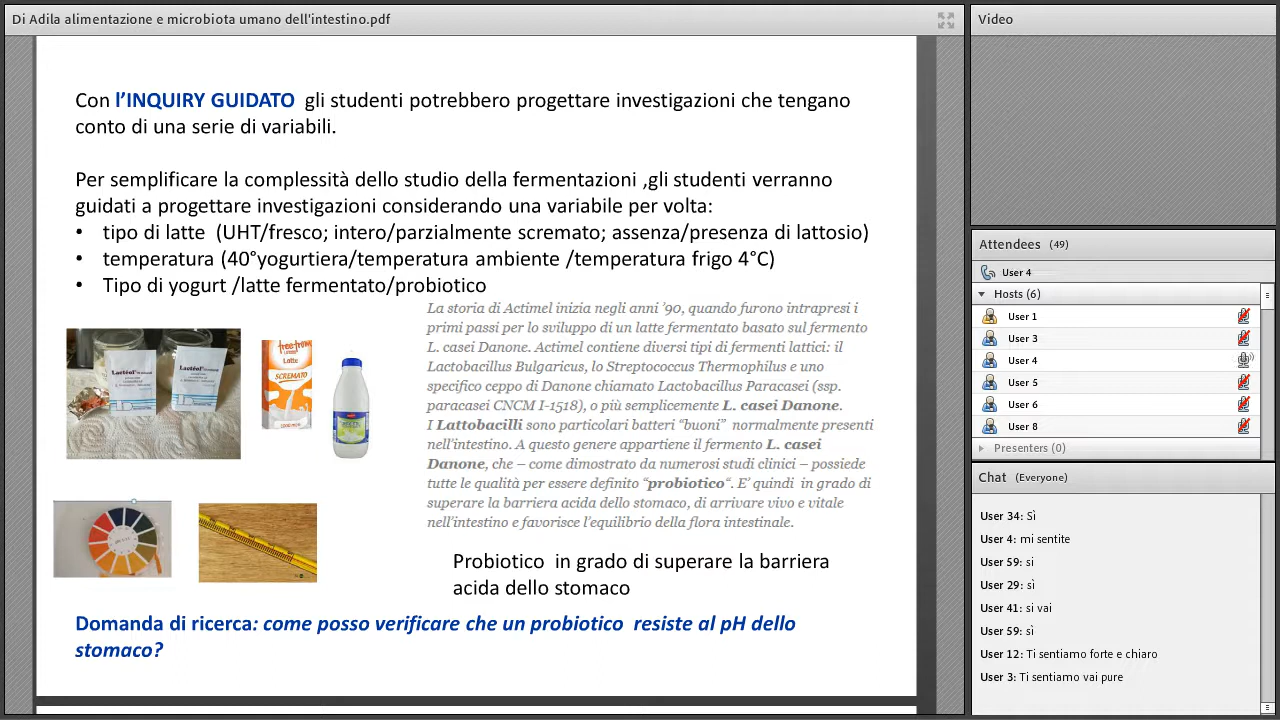 Di Adila alimentazione e microbiota umano dell'intestino.pdf
Con l'INQUIRY GUIDATO gli studenti potrebbero progettare investigazioni che tengano
conto di una serie di variabili.
Per semplificare la complessità dello studio della fermentazioni ,gli studenti verranno
guidati a progettare investigazioni considerando una variabile per volta:
• tipo di latte (UHT/fresco; intero/parzialmente scremato; assenza/presenza di lattosio)
• temperatura (40°yogurtiera/temperatura ambiente /temperatura frigo 4°C)
• Tipo di yogurt /latte fermentato/probiotico
La storia di Actimel inizia negli anni '90, quando furono intrapresi i
primi passi per lo sviluppo di un latte fermentato basato sul fermento
L. casei Danone. Actimel contiene diversi tipi di fermenti lattici: il
Lactobacillus Bulgaricus, lo Streptococcus Thermophilus e uno
specifico ceppo di Danone chiamato Lactobacillus Paracasei (ssp.
paracasei CNCM I-1518), o più semplicemente L. casei Danone.
I Lattobacilli sono particolari batteri "buoni" normalmente presenti
nell'intestino. A questo genere appartiene il fermento L. casei
Danone, che – come dimostrato da numerosi studi clinici – possiede
tutte le qualità per essere definito "probiotico". E' quindi in grado di
superare la barriera acida dello stomaco, di arrivare vivo e vitale
nell'intestino e favorisce l'equilibrio della flora intestinale.
Lactéol
Lactéol
Latte
SCREMATO
Probiotico in grado di superare la barriera
acida dello stomaco
Domanda di ricerca: come posso verificare che un probiotico resiste al pH dello
stomaco?
Video
Attendees (49)
User 4
Hosts (6)
User 1
User 3
User 4
User 5
User 6
User 8
Presenters (0)
Chat (Everyone)
User 34: Sì
User 4: mi sentite
User 59: si
User 29: sì
User 41: si vai
User 59: sì
User 12: Ti sentiamo forte e chiaro
User 3: Ti sentiamo vai pure